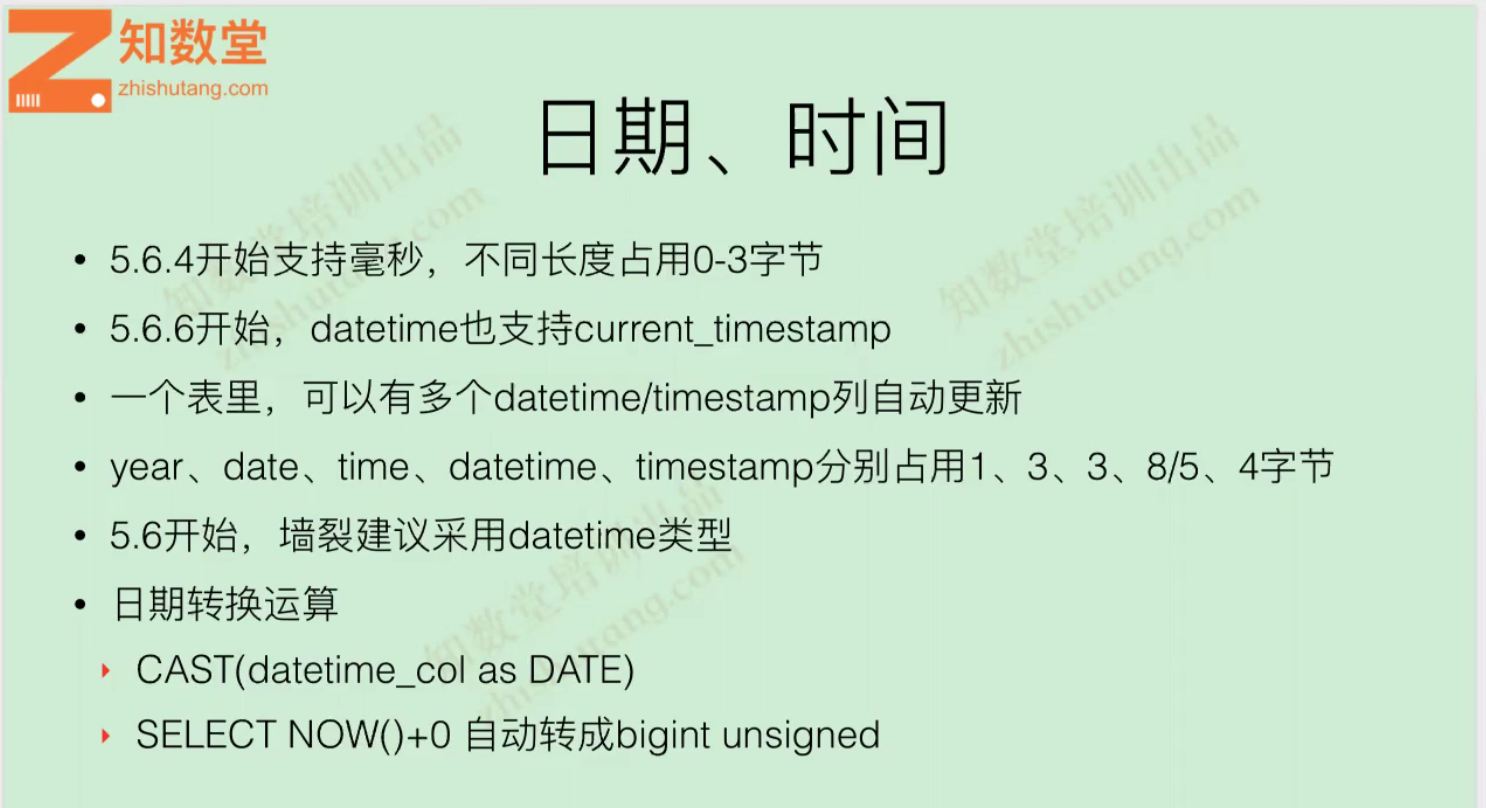 知数堂
zhishutang.com
日期、时间
• 5.6.4开始支持毫秒，不同长度占用0-3字节
• 5.6.6开始，datetime也支持current_timestamp
• 一个表里，可以有多个datetime/timestamp列自动更新
• year、date、time、datetime、timestamp分别占用1、3、3、8/5、4字节
• 5.6开始，墙裂建议采用datetime类型
• 日期转换运算
‣ CAST(datetime_col as DATE)
‣ SELECT NOW()+0 自动转成bigint unsigned
知数堂培训出品
zhishutang.com
知数堂培训出品
zhishutang.com
知数堂培训出品
zhishutang.com